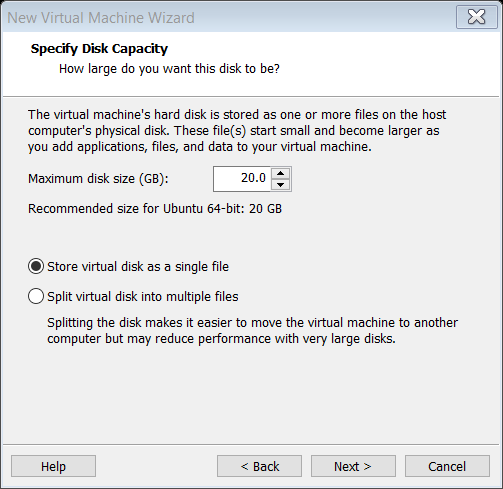 New Virtual Machine Wizard
Specify Disk Capacity
How large do you want this disk to be?
The virtual machine's hard disk is stored as one or more files on the host
computer's physical disk. These file(s) start small and become larger as
you add applications, files, and data to your virtual machine.
Maximum disk size (GB): 20.0
Recommended size for Ubuntu 64-bit: 20 GB
Store virtual disk as a single file
Split virtual disk into multiple files
Splitting the disk makes it easier to move the virtual machine to another
computer but may reduce performance with very large disks.
Help < Back Next > Cancel